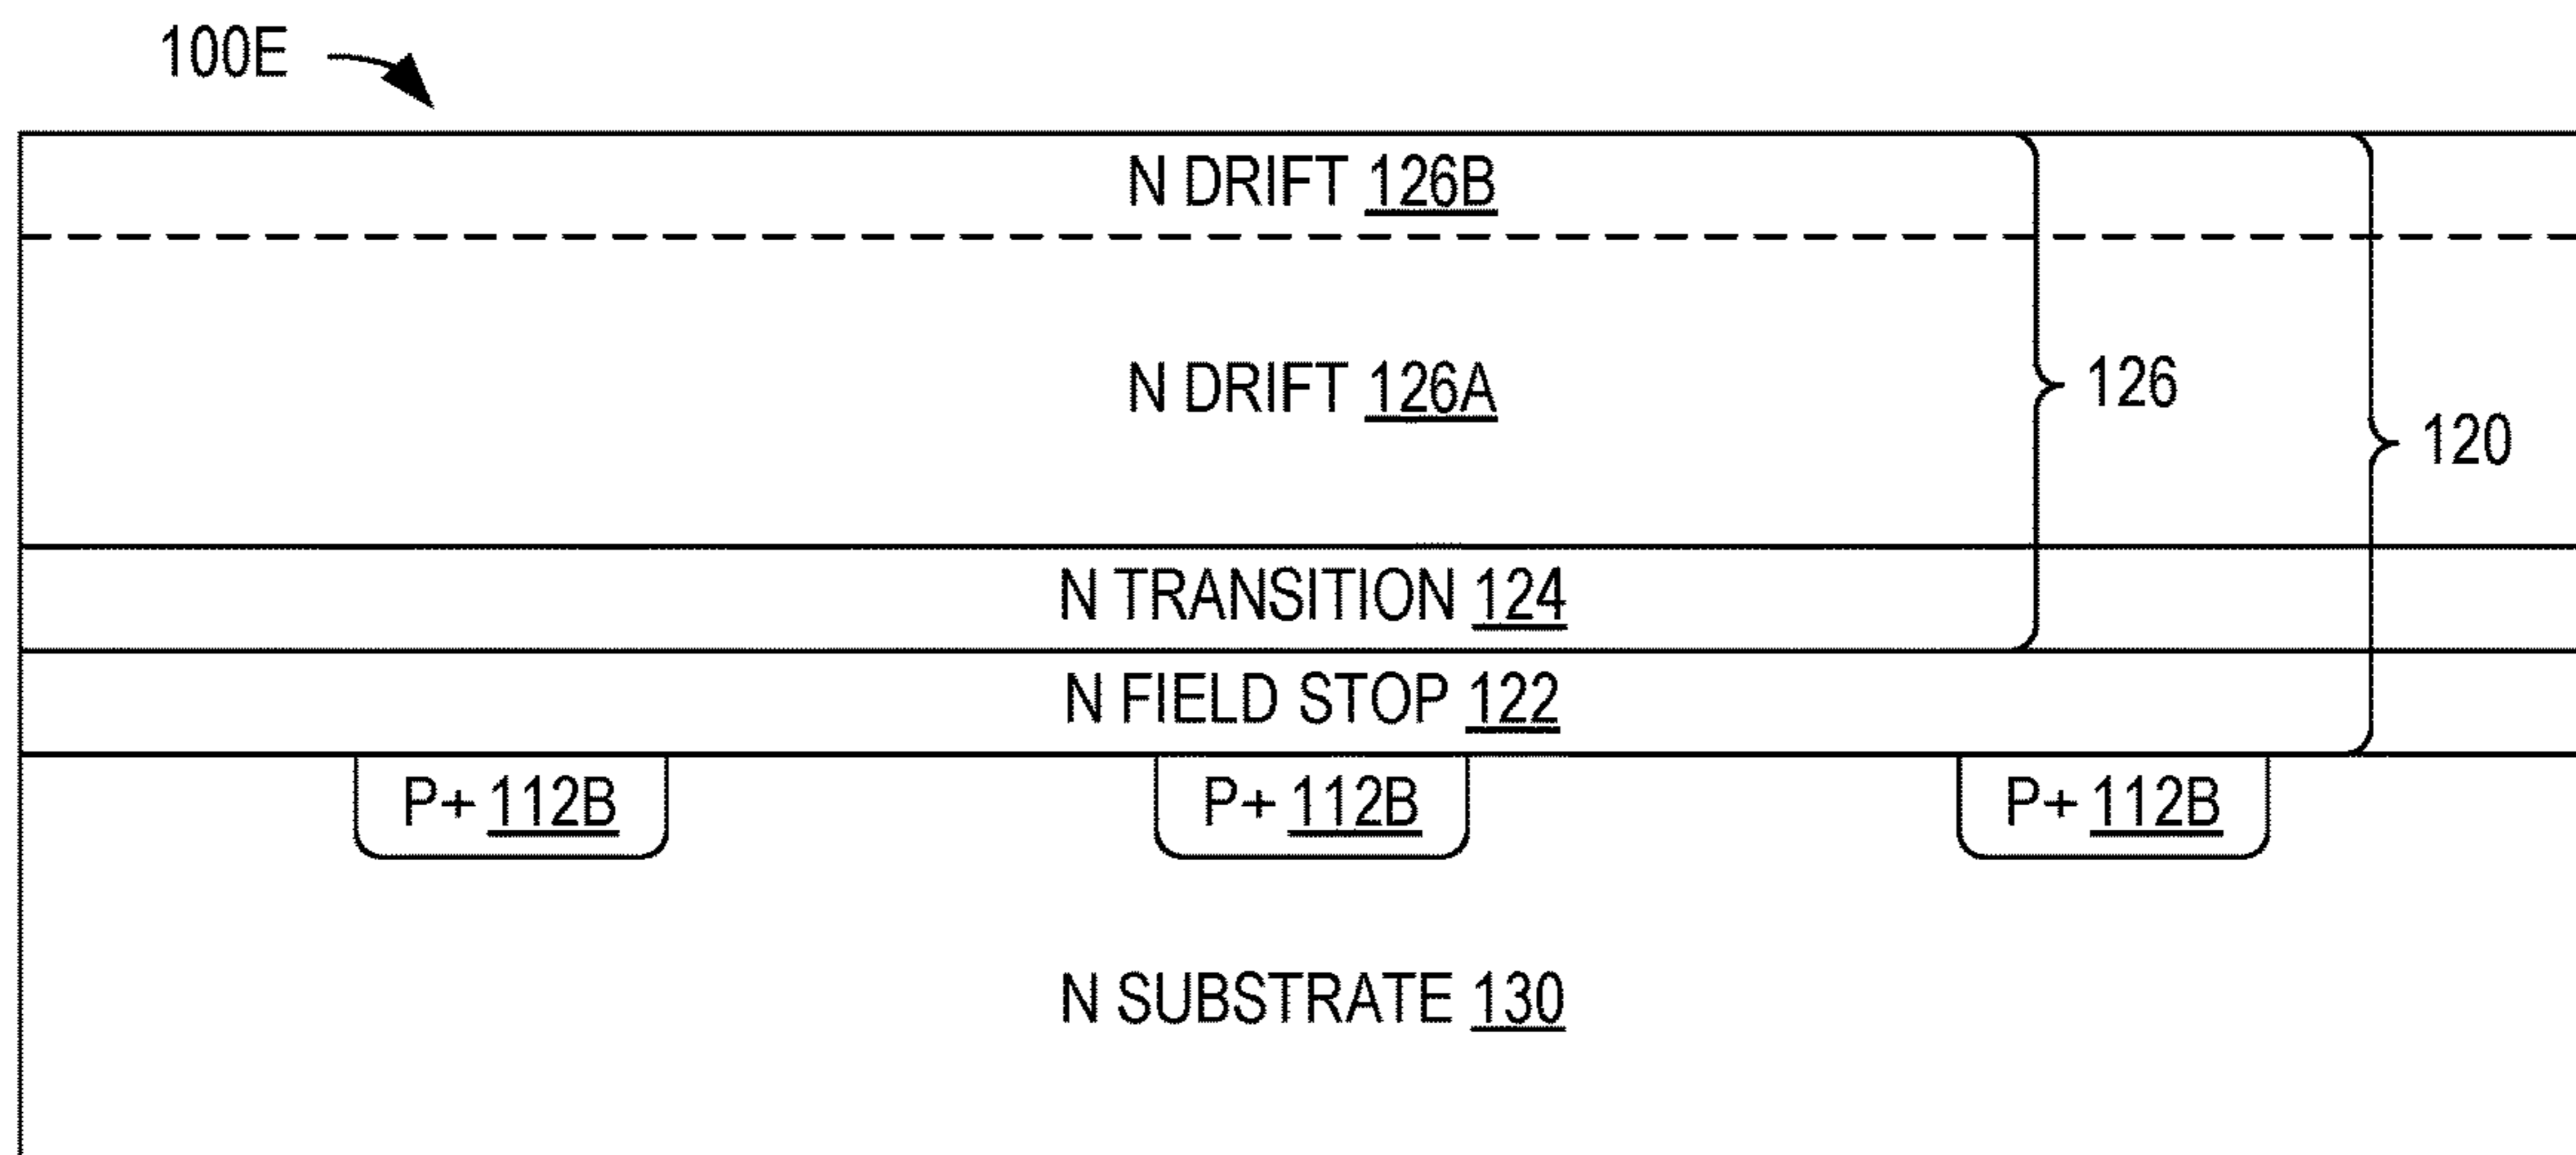 100E
N DRIFT 126B
N DRIFT 126A
126
120
N TRANSITION 124
N FIELD STOP 122
P+ 112B P+ 112B P+ 112B
N SUBSTRATE 130